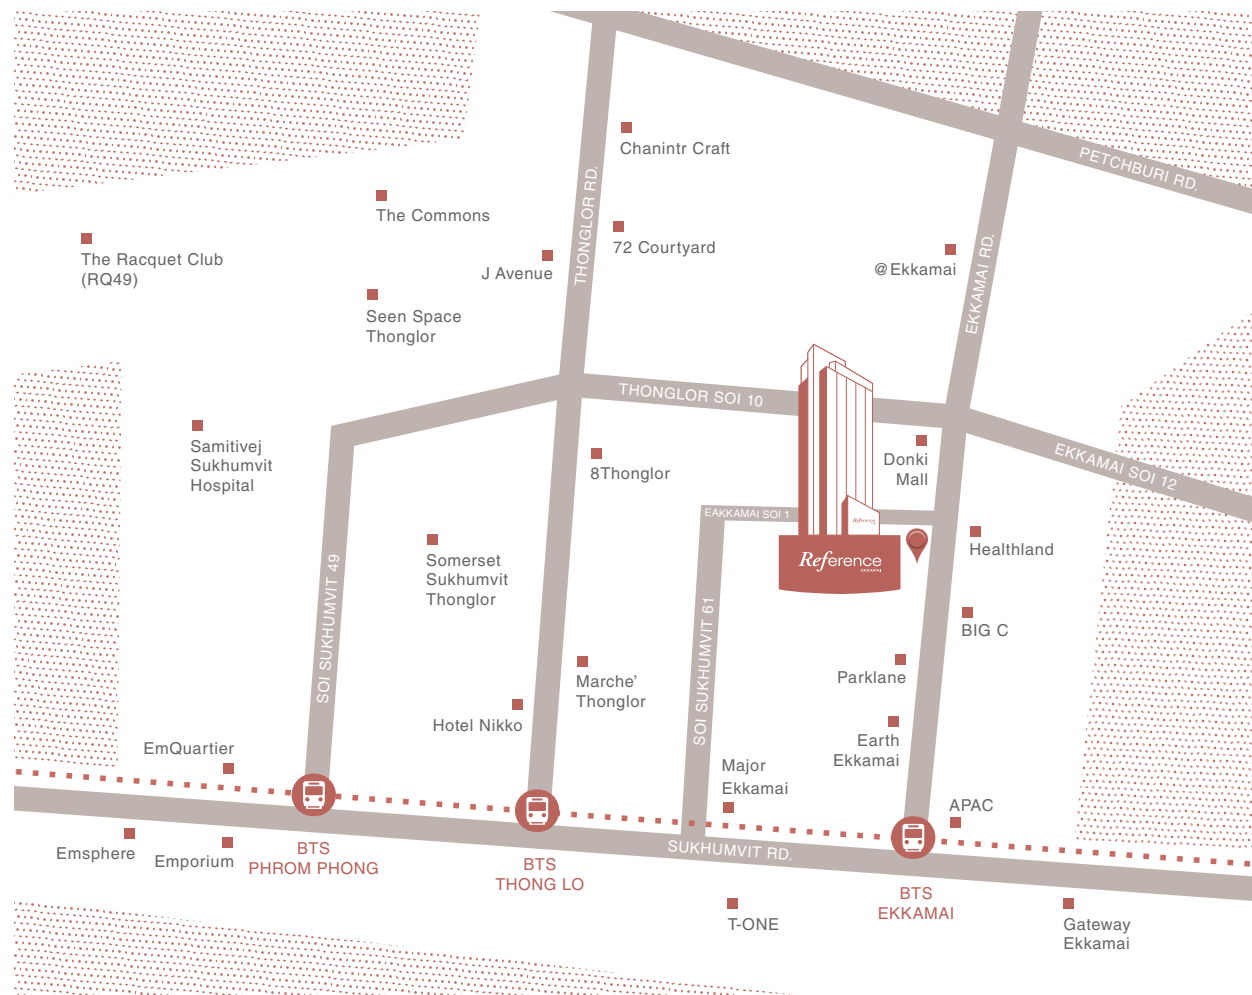 Chanintr Craft
PETCHBURI RD.
THONGLOR RD.
The Commons
72 Courtyard
The Racquet Club
(RQ49)
J Avenue
@Ekkamai
EKKAMAI RD.
Seen Space
Thonglor
THONGLOR SOI 10
Samitivej
Sukhumvit
Hospital
8Thonglor
Donki
Mall
EKKAMAI SOI 12
EAKKAMAI SOI 1
Reference
Healthland
Reference
EKKAMAI
Somerset
Sukhumvit
Thonglor
SOI SUKHUMVIT 49
SOI SUKHUMVIT 61
BIG C
Parklane
Marche'
Thonglor
Hotel Nikko
Earth
Ekkamai
EmQuartier
Major
Ekkamai
APAC
Emsphere
Emporium
BTS
PHROM PHONG
BTS
THONG LO
SUKHUMVIT RD.
BTS
EKKAMAI
T-ONE
Gateway
Ekkamai